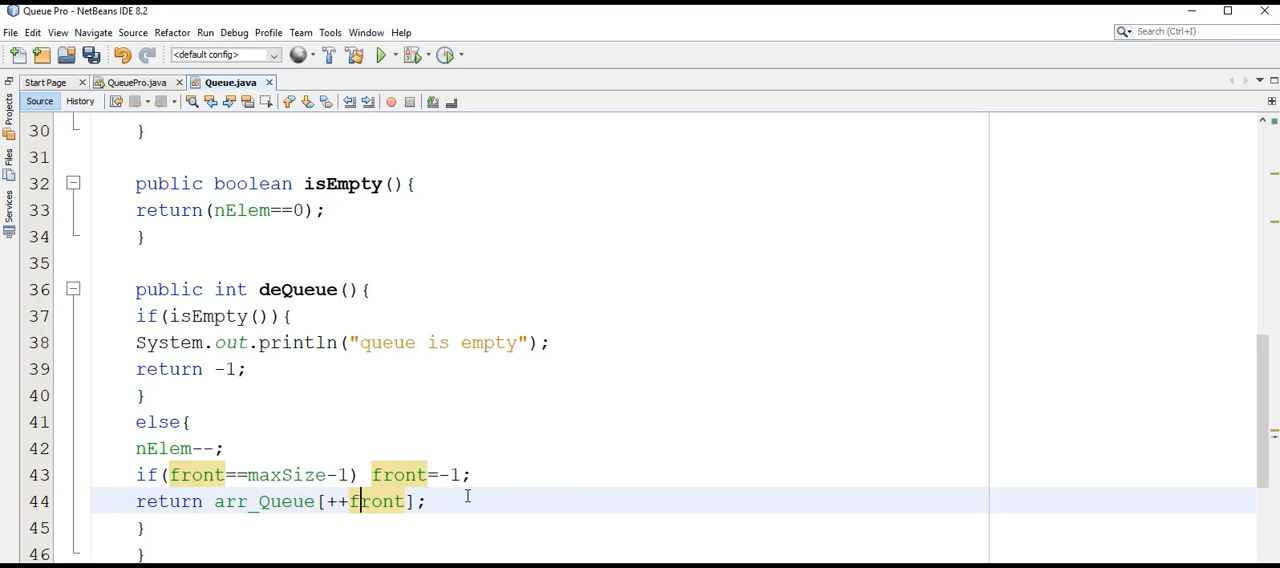 Queue Pro - NetBeans IDE 8.2
File Edit View Navigate Source Refactor Run Debug Profile Team Tools Window Help
Search (Ctrl+I)
<default config>
Start Page QueuePro.java Queue.java
Source History
Projects
Files
Services
30 }
31
32 public boolean isEmpty(){
33 return(nElem==0);
34 }
35
36 public int deQueue(){
37 if(isEmpty()){
38 System.out.println("queue is empty");
39 return -1;
40 }
41 else{
42 nElem--;
43 if(front==maxSize-1) front=-1;
44 return arr_Queue[++front];
45 }
46 }